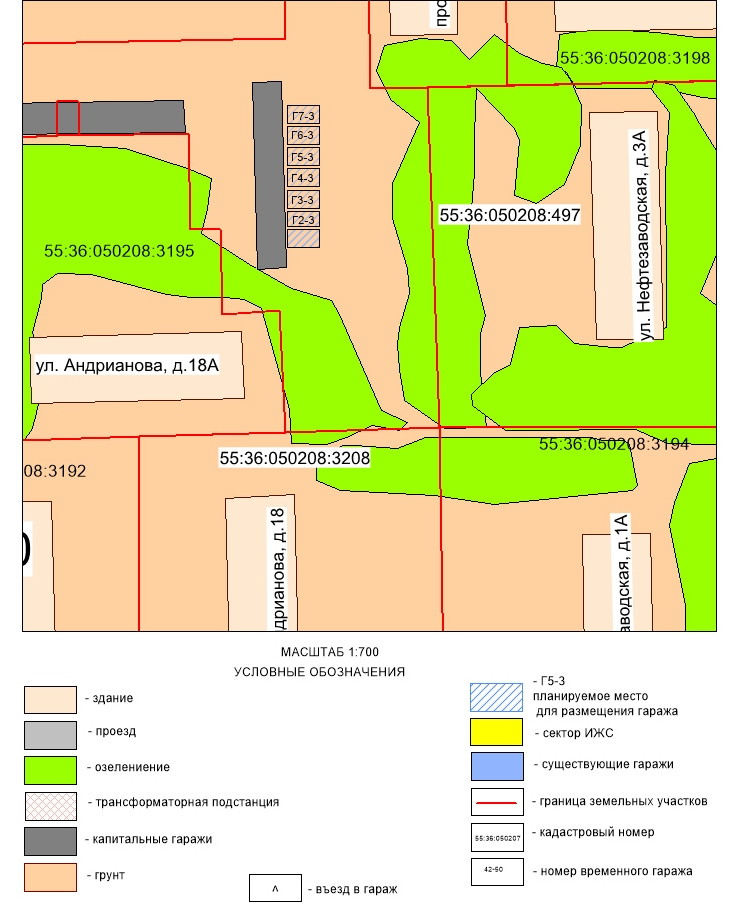 про
55:36:050208:3198
Г7-3
Г6-3
Г5-3
Г4-3
Г3-3
Г2-3
55:36:050208:497
ул. Нефтезаводская, д.3А
55:36:050208:3195
ул. Андрианова, д.18А
55:36:050208:3194
55:36:050208:3208
08:3192
дрианова, д.18
аводская, д.1А
МАСШТАБ 1:700
УСЛОВНЫЕ ОБОЗНАЧЕНИЯ
- здание
- проезд
- озеленеиние
- трансформаторная подстанция
- капитальные гаражи
- грунт
^ - въезд в гараж
- Г5-3
планируемое место
для размещения гаража
- сектор ИЖС
- существующие гаражи
- граница земельных участков
55:36:050207 - кадастровый номер
42-50 - номер временного гаража